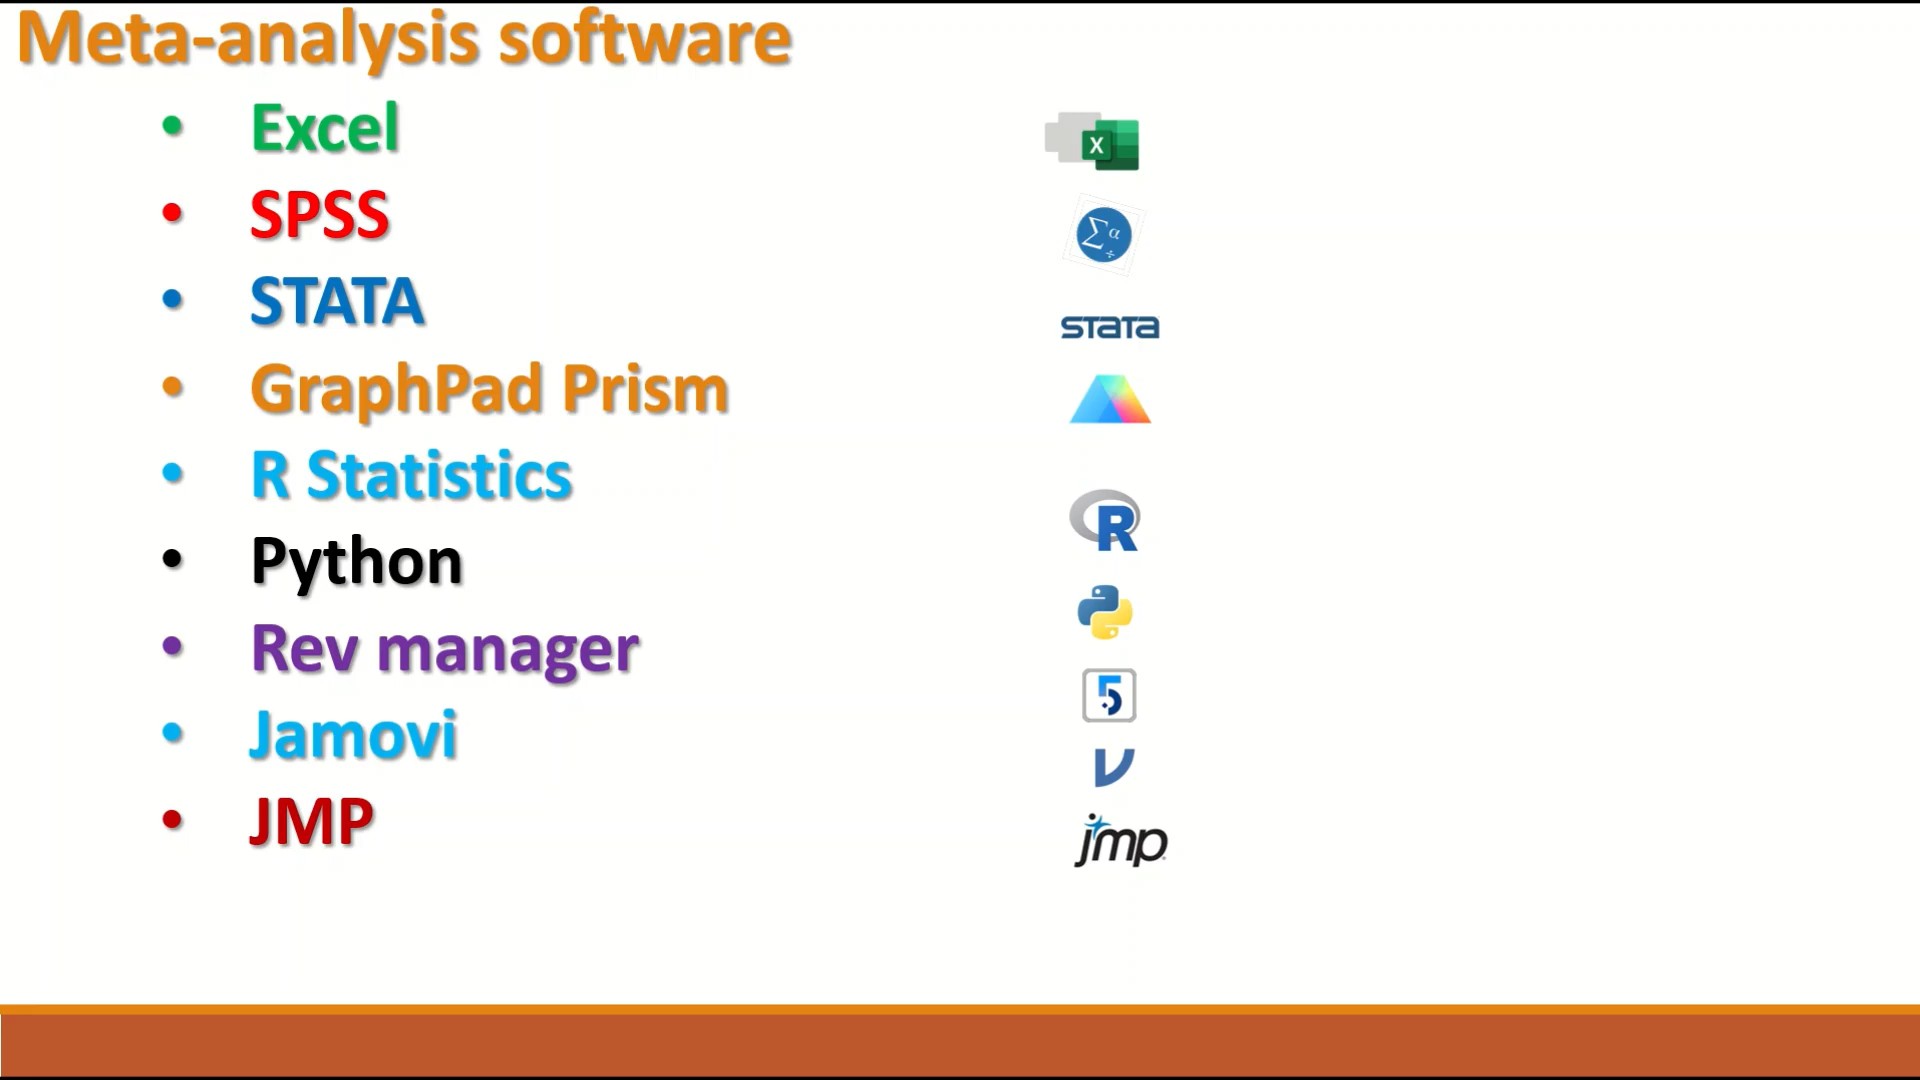 Meta-analysis software
• Excel
X
• SPSS
Σ α ÷
• STATA
stata
• GraphPad Prism
• R Statistics
R
• Python
• Rev manager
5
• Jamovi
• JMP
jmp